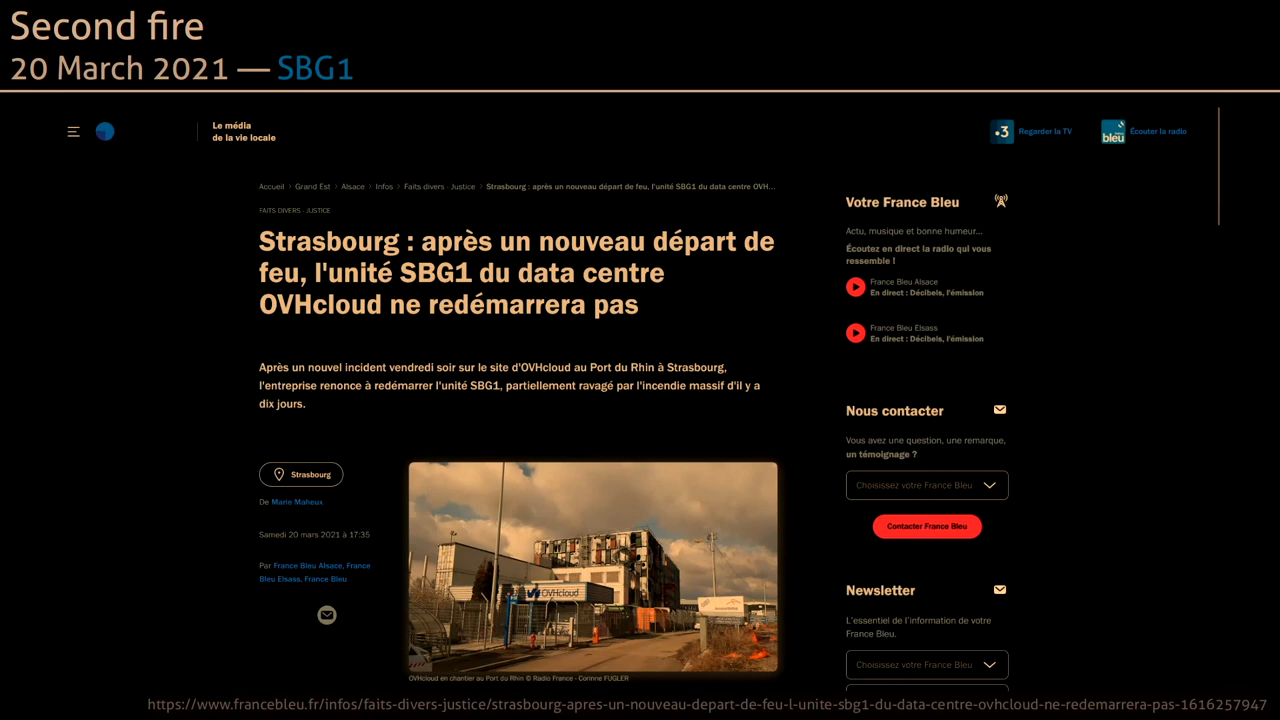 Second fire
20 March 2021 — SBG1
Le média
de la vie locale
•3 Regarder la TV
bleu Écouter la radio
Accueil > Grand Est > Alsace > Infos > Faits divers - Justice > Strasbourg : après un nouveau départ de feu, l'unité SBG1 du data centre OVH...
FAITS DIVERS - JUSTICE
Strasbourg : après un nouveau départ de
feu, l'unité SBG1 du data centre
OVHcloud ne redémarrera pas
Après un nouvel incident vendredi soir sur le site d'OVHcloud au Port du Rhin à Strasbourg,
l'entreprise renonce à redémarrer l'unité SBG1, partiellement ravagé par l'incendie massif d'il y a
dix jours.
Strasbourg
De Marie Maheux
Samedi 20 mars 2021 à 17:35
Par France Bleu Alsace, France
Bleu Elsass, France Bleu
OVHcloud
OVHcloud en chantier au Port du Rhin © Radio France - Corinne FUGLER
Votre France Bleu
Actu, musique et bonne humeur...
Écoutez en direct la radio qui vous
ressemble !
France Bleu Alsace
En direct : Décibels, l'émission
France Bleu Elsass
En direct : Décibels, l'émission
Nous contacter
Vous avez une question, une remarque,
un témoignage ?
Choisissez votre France Bleu
Contacter France Bleu
Newsletter
L'essentiel de l'information de votre
France Bleu.
Choisissez votre France Bleu
https://www.francebleu.fr/infos/faits-divers-justice/strasbourg-apres-un-nouveau-depart-de-feu-l-unite-sbg1-du-data-centre-ovhcloud-ne-redemarrera-pas-1616257947